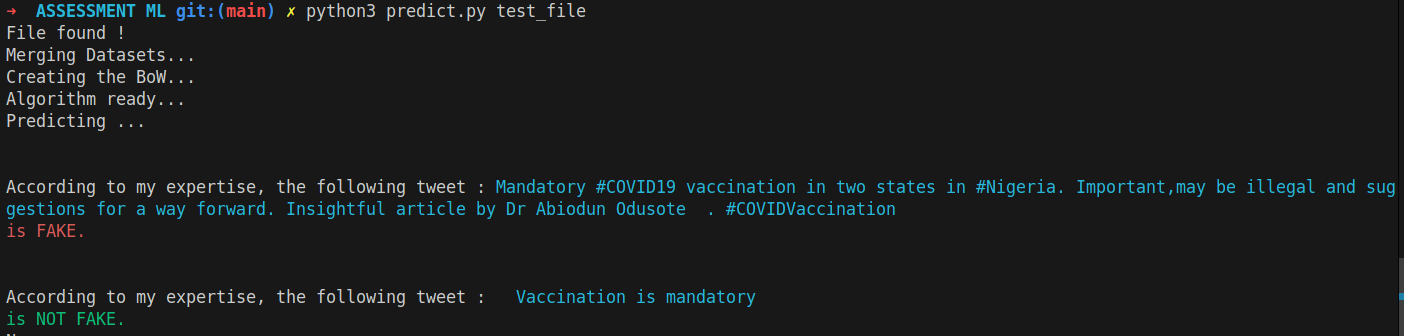 ➜  ASSESSMENT ML git:(main) ✗ python3 predict.py test_file
File found !
Merging Datasets...
Creating the BoW...
Algorithm ready...
Predicting ...
According to my expertise, the following tweet : Mandatory #COVID19 vaccination in two states in #Nigeria. Important,may be illegal and sug
gestions for a way forward. Insightful article by Dr Abiodun Odusote  . #COVIDVaccination
is FAKE.
According to my expertise, the following tweet :   Vaccination is mandatory
is NOT FAKE.